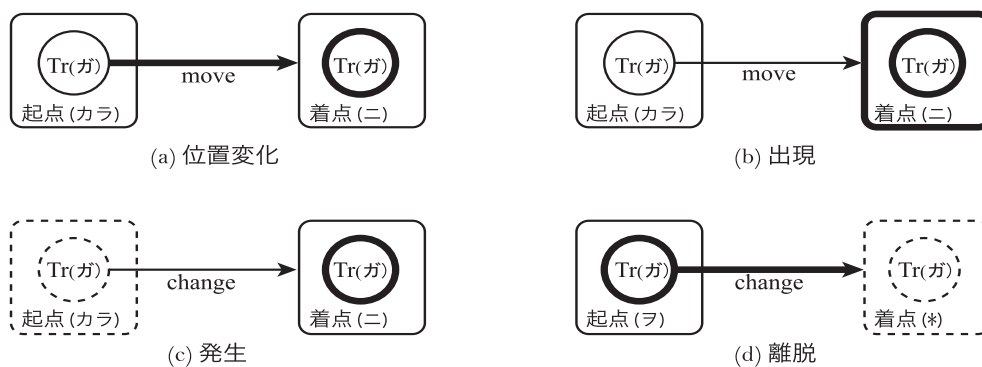 Tr(ガ) move Tr(ガ)
起点(カラ) 着点(ニ)
(a) 位置変化
Tr(ガ) move Tr(ガ)
起点(カラ) 着点(ニ)
(b) 出現
Tr(ガ) change Tr(ガ)
起点(カラ) 着点(ニ)
(c) 発生
Tr(ガ) change Tr(ガ)
起点(ヲ) 着点(*)
(d) 離脱